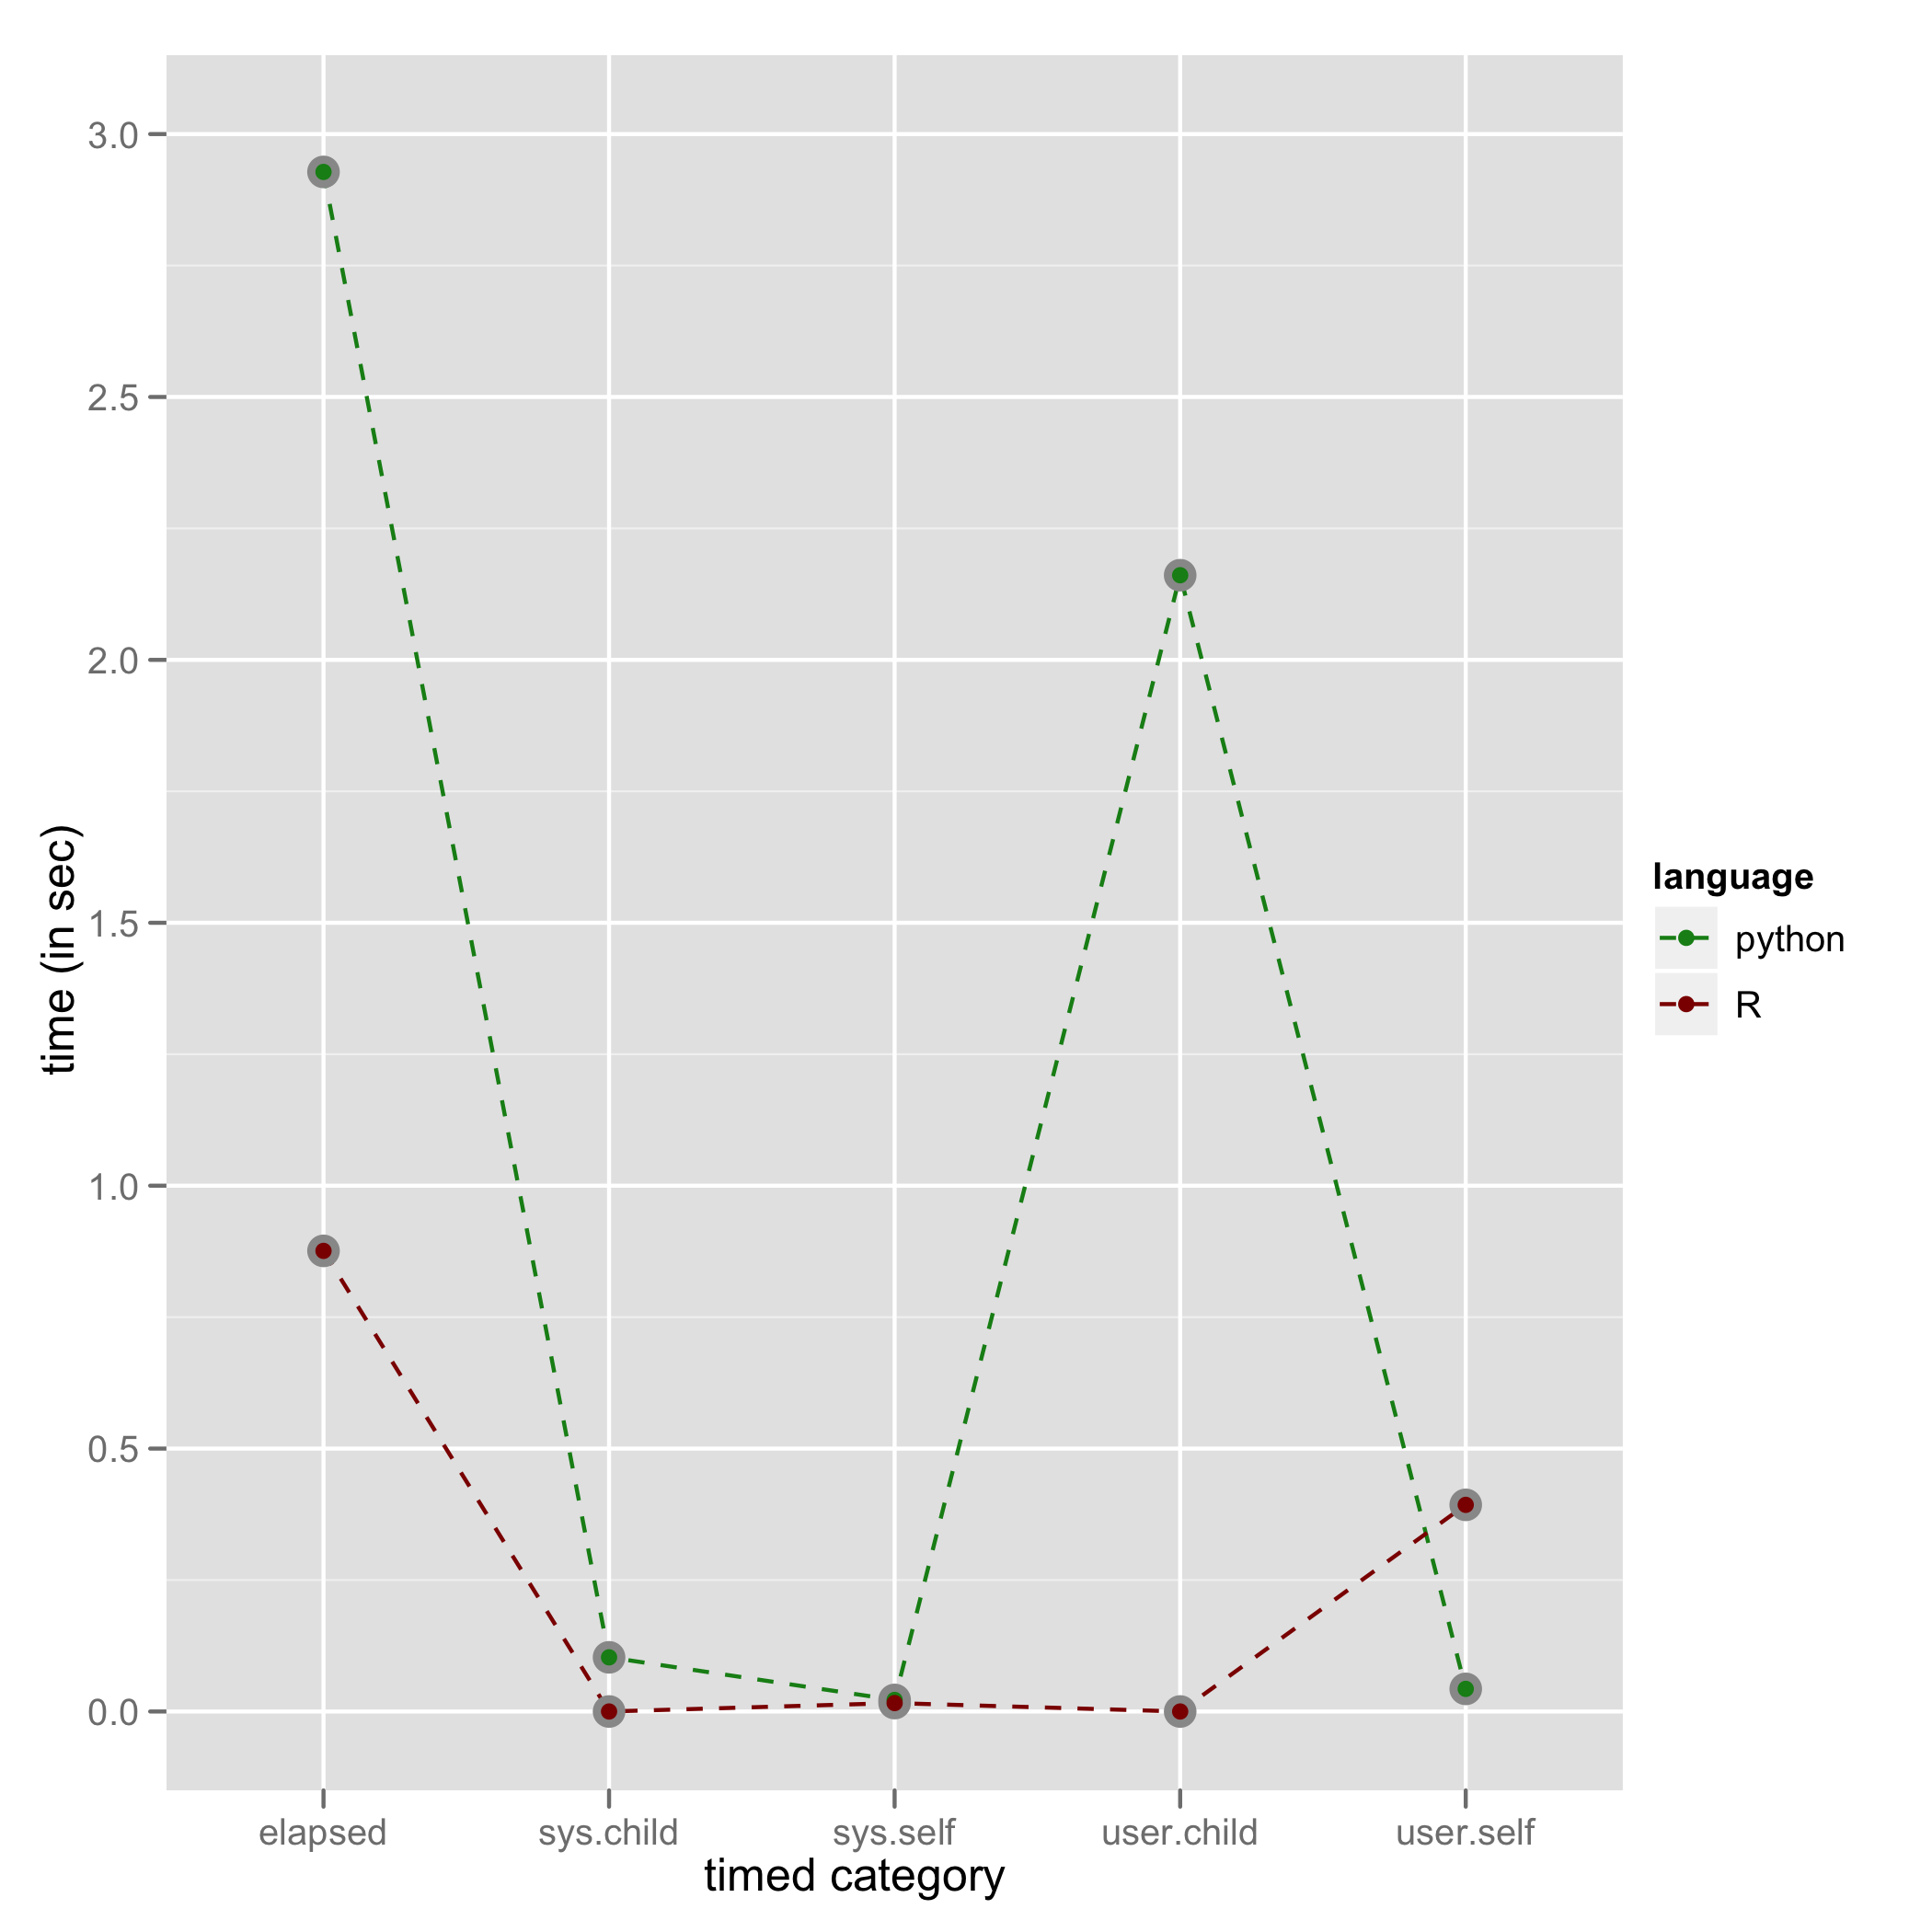 3.0
2.5
2.0
1.5
1.0
0.5
0.0
time (in sec)
elapsed sys.child sys.self user.child user.self
timed category
language
python
R